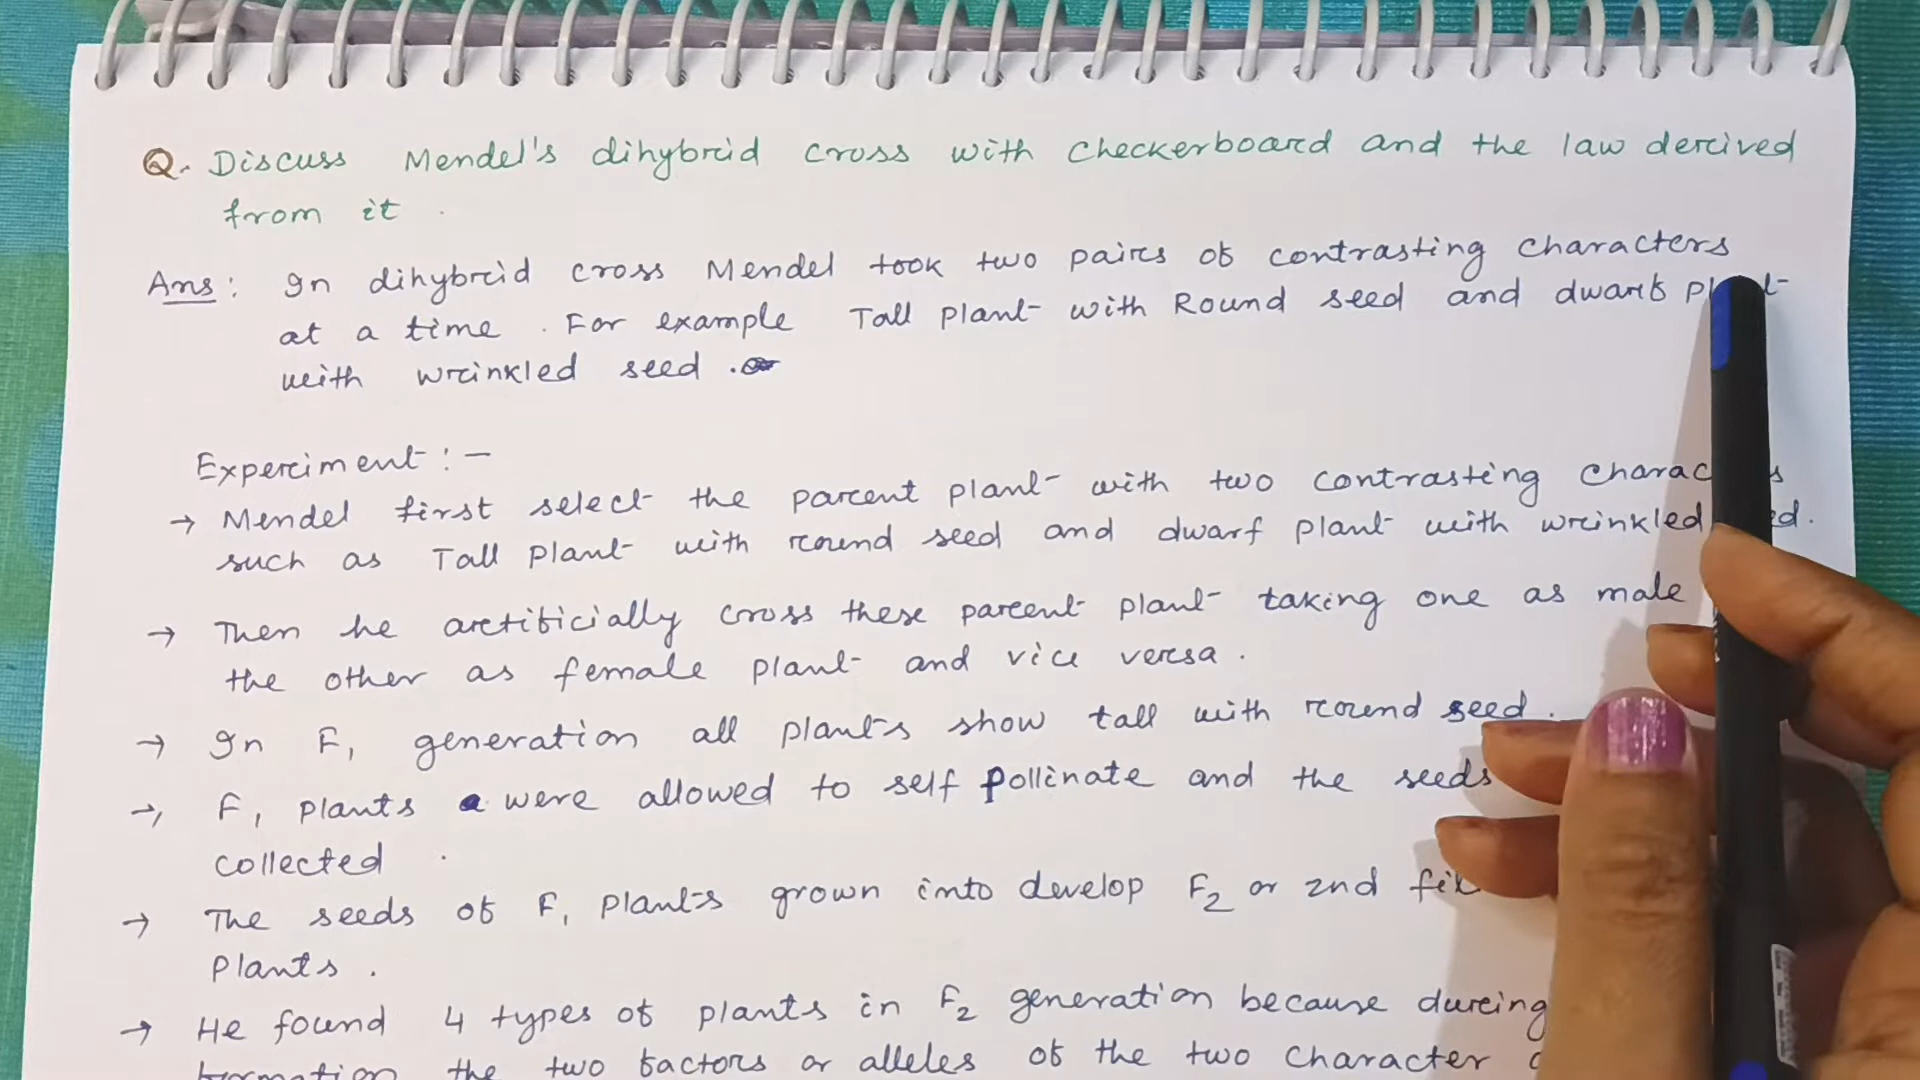 Q. Discuss Mendel's dihybrid cross with checkerboard and the law derived
from it.
Ans: In dihybrid cross Mendel took two pairs of contrasting characters
at a time. For example Tall plant with Round seed and dwarf
with wrinkled seed.
Experiment :-
→ Mendel first select the parent plant with two contrasting
such as Tall plant with round seed and dwarf plant with wrinkled
→ Then he artificially cross these parent plant taking one as male
the other as female plant and vice versa.
→ In F1 generation all plants show tall with round seed.
→ F1 plants were allowed to self pollinate and the seeds
collected.
→ The seeds of F1 plants grown into develop F2 or 2nd
plants.
→ He found 4 types of plants in F2 generation because during
formation the two factors or alleles of the two character